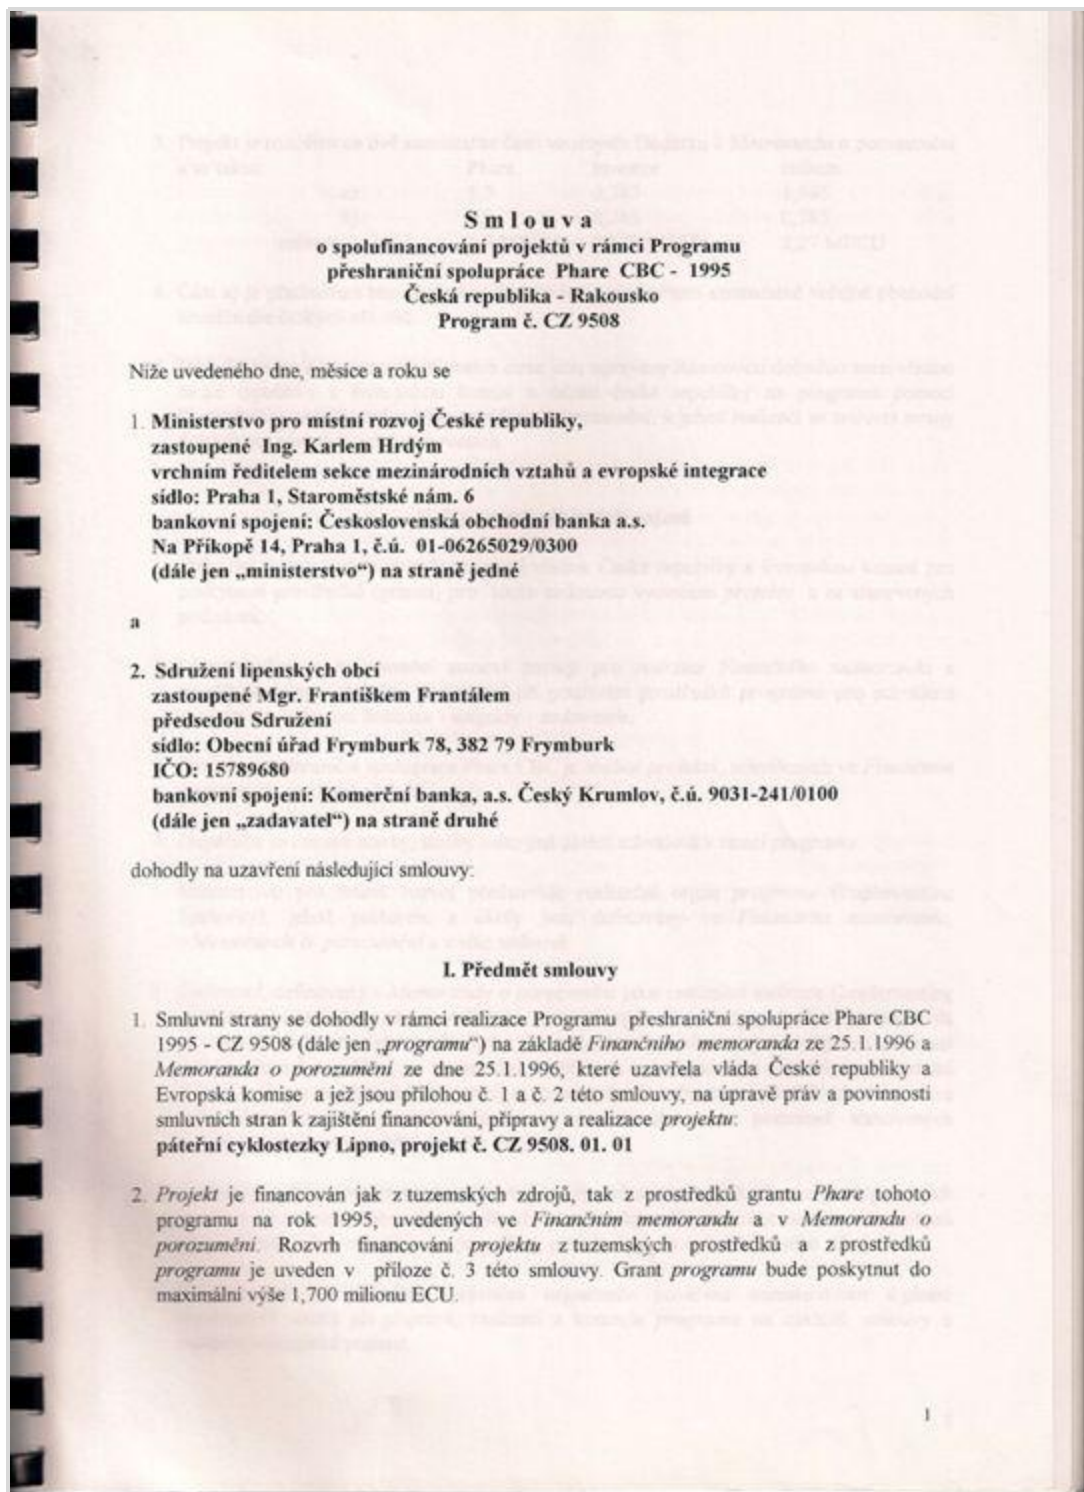 S m l o u v a
o spolufinancování projektů v rámci Programu
přeshraniční spolupráce Phare CBC - 1995
Česká republika - Rakousko
Program č. CZ 9508
Níže uvedeného dne, měsíce a roku se
1. Ministerstvo pro místní rozvoj České republiky,
zastoupené Ing. Karlem Hrdým
vrchním ředitelem sekce mezinárodních vztahů a evropské integrace
sídlo: Praha 1, Staroměstské nám. 6
bankovní spojení: Československá obchodní banka a.s.
Na Příkopě 14, Praha 1, č.ú. 01-06265029/0300
(dále jen „ministerstvo“) na straně jedné
a
2. Sdružení lipenských obcí
zastoupené Mgr. Františkem Frantálem
předsedou Sdružení
sídlo: Obecní úřad Frymburk 78, 382 79 Frymburk
IČO: 15789680
bankovní spojení: Komerční banka, a.s. Český Krumlov, č.ú. 9031-241/0100
(dále jen „zadavatel“) na straně druhé
dohodly na uzavření následující smlouvy:
I. Předmět smlouvy
1. Smluvní strany se dohodly v rámci realizace Programu přeshraniční spolupráce Phare CBC
1995 - CZ 9508 (dále jen „programu“) na základě Finančního memoranda ze 25.1.1996 a
Memoranda o porozumění ze dne 25.1.1996, které uzavřela vláda České republiky a
Evropská komise a jež jsou přílohou č. 1 a č. 2 této smlouvy, na úpravě práv a povinností
smluvních stran k zajištění financování, přípravy a realizace projektu:
páteřní cyklostezky Lipno, projekt č. CZ 9508. 01. 01
2. Projekt je financován jak z tuzemských zdrojů, tak z prostředků grantu Phare tohoto
programu na rok 1995, uvedených ve Finančním memorandu a v Memorandu o
porozumění. Rozvrh financování projektu z tuzemských prostředků a z prostředků
programu je uveden v příloze č. 3 této smlouvy. Grant programu bude poskytnut do
maximální výše 1,700 milionu ECU.
1